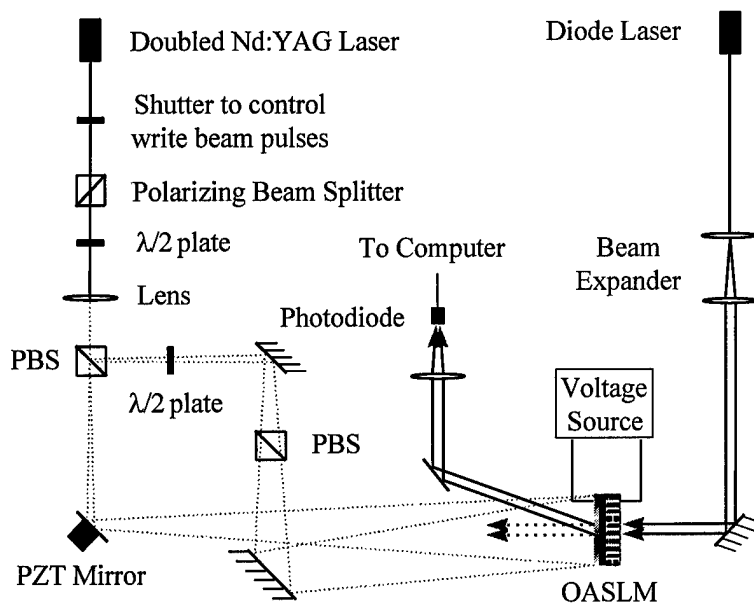 Doubled Nd:YAG Laser
Diode Laser
Shutter to control
write beam pulses
Polarizing Beam Splitter
λ/2 plate
To Computer
Beam
Expander
Lens
Photodiode
PBS
λ/2 plate
Voltage
Source
PBS
PZT Mirror
OASLM